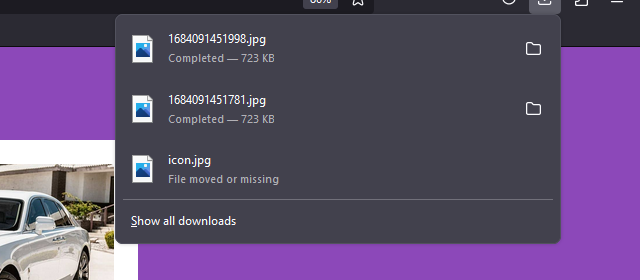 1684091451998.jpg
Completed — 723 KB
1684091451781.jpg
Completed — 723 KB
icon.jpg
File moved or missing
Show all downloads